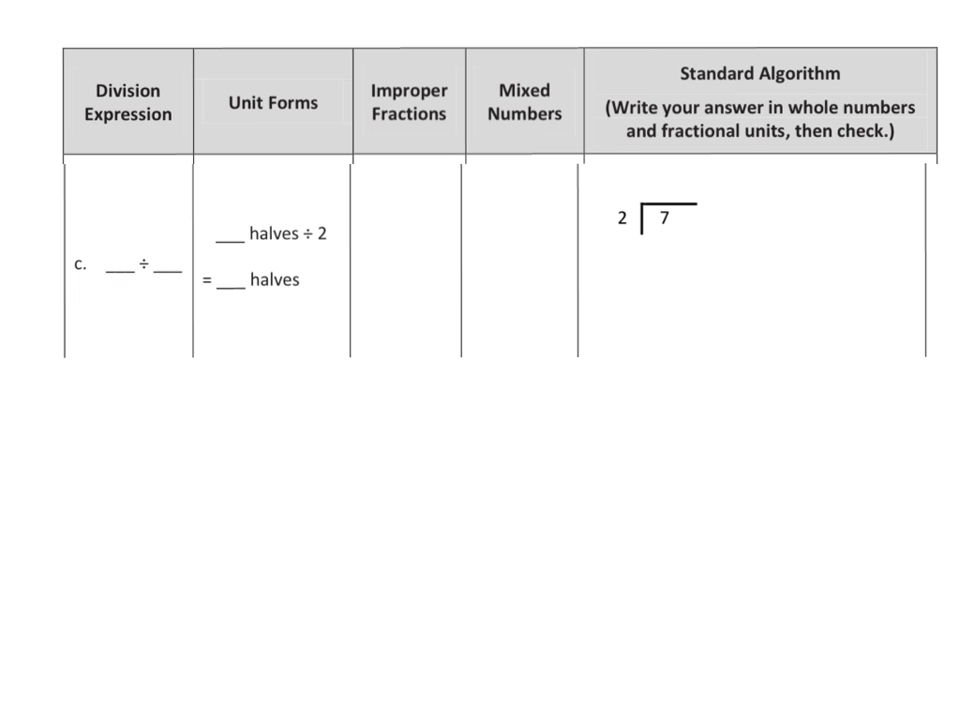 Division
Expression
Unit Forms
Improper
Fractions
Mixed
Numbers
Standard Algorithm
(Write your answer in whole numbers
and fractional units, then check.)
c. ___ ÷ ___
___ halves ÷ 2
= ___ halves
2 7